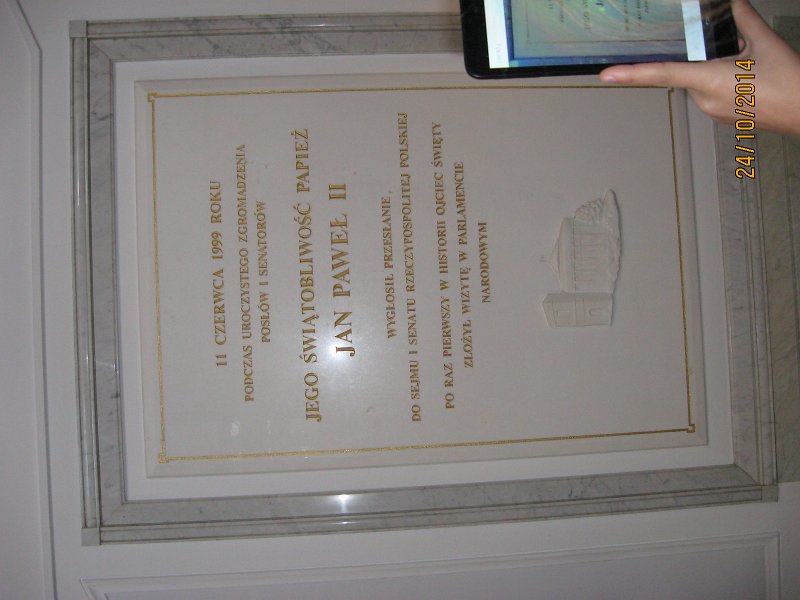 11 CZERWCA 1999 ROKU
PODCZAS UROCZYSTEGO ZGROMADZENIA
POSŁÓW I SENATORÓW
JEGO ŚWIĄTOBLIWOŚĆ PAPIEŻ
JAN PAWEŁ II
WYGŁOSIŁ PRZESŁANIE
DO SEJMU I SENATU RZECZYPOSPOLITEJ POLSKIEJ
PO RAZ PIERWSZY W HISTORII OJCIEC ŚWIĘTY
ZŁOŻYŁ WIZYTĘ W PARLAMENCIE
NARODOWYM
24/10/2014